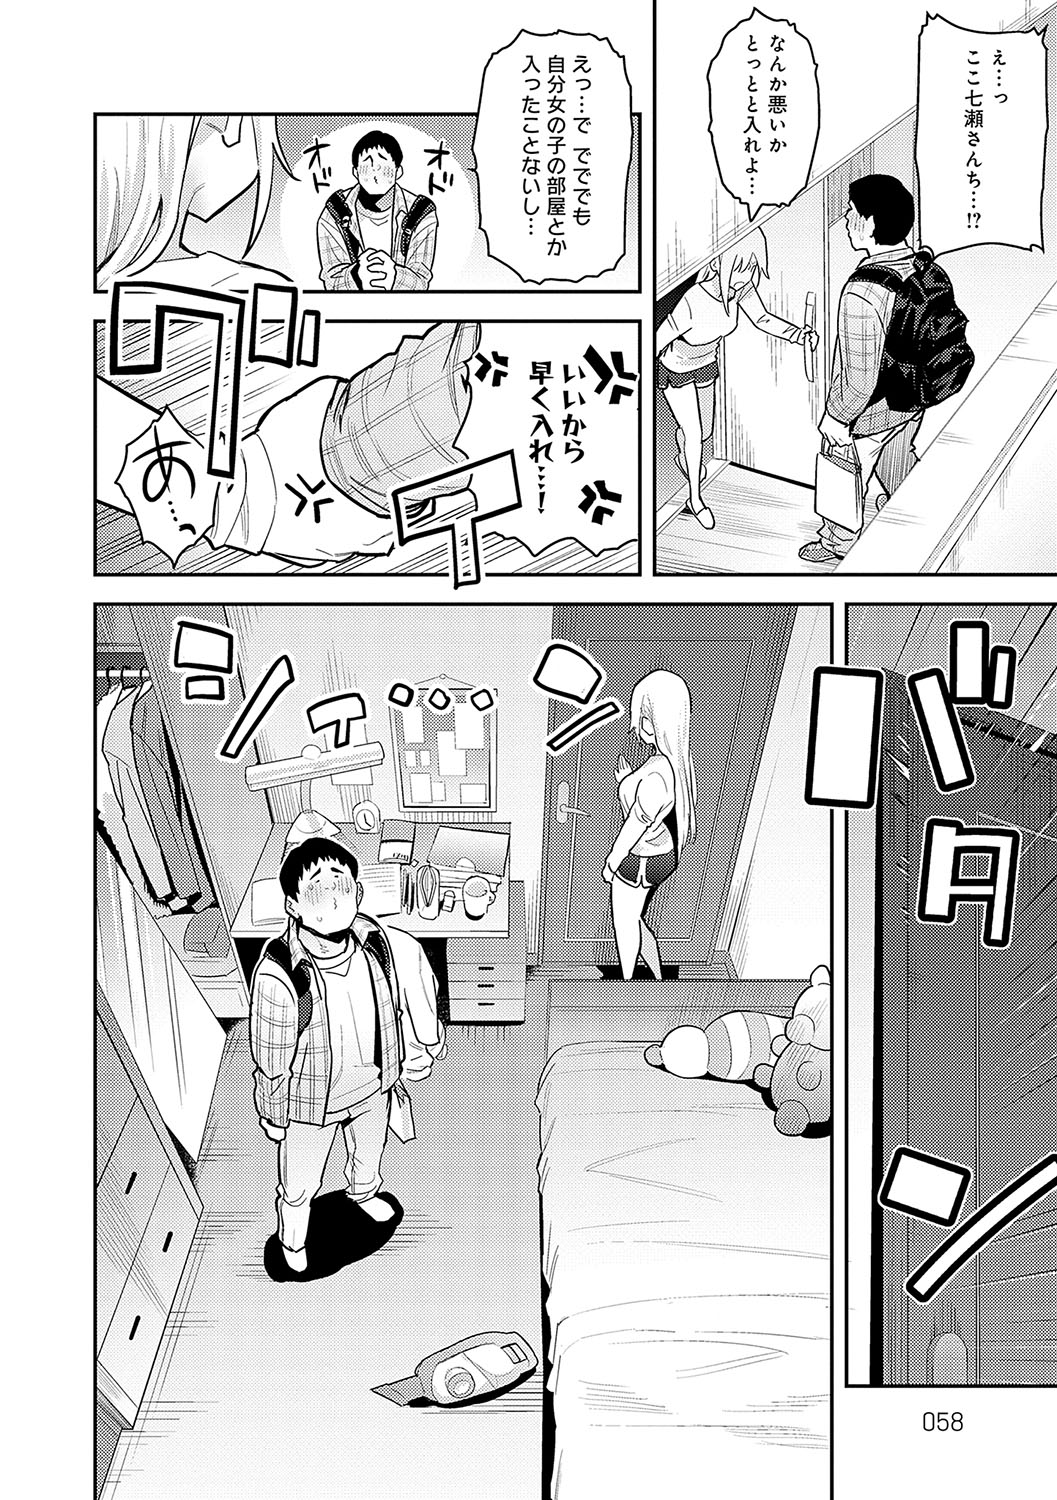 え…っ
ここ七瀬さんち…!?
なんか悪いか
とっとと入れよ…
えっ…で でででも
自分女の子の部屋とか
入ったことないし…
オド
オド
いいから
早く入れ…!
グ
イ
あ…っ
バタン
シ…ン
058